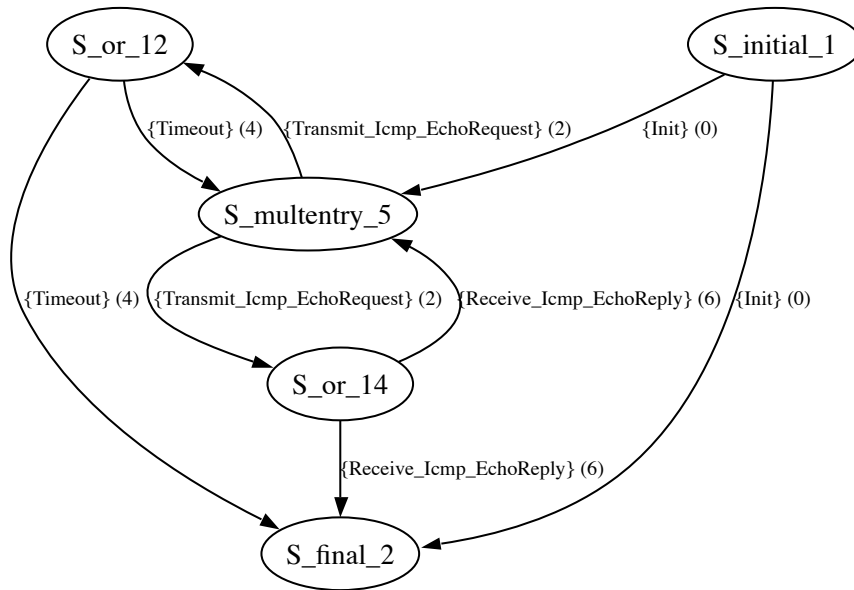 S_or_12
S_initial_1
{Timeout} (4)
{Transmit_Icmp_EchoRequest} (2)
{Init} (0)
S_multentry_5
{Timeout} (4)
{Transmit_Icmp_EchoRequest} (2)
{Receive_Icmp_EchoReply} (6)
{Init} (0)
S_or_14
{Receive_Icmp_EchoReply} (6)
S_final_2